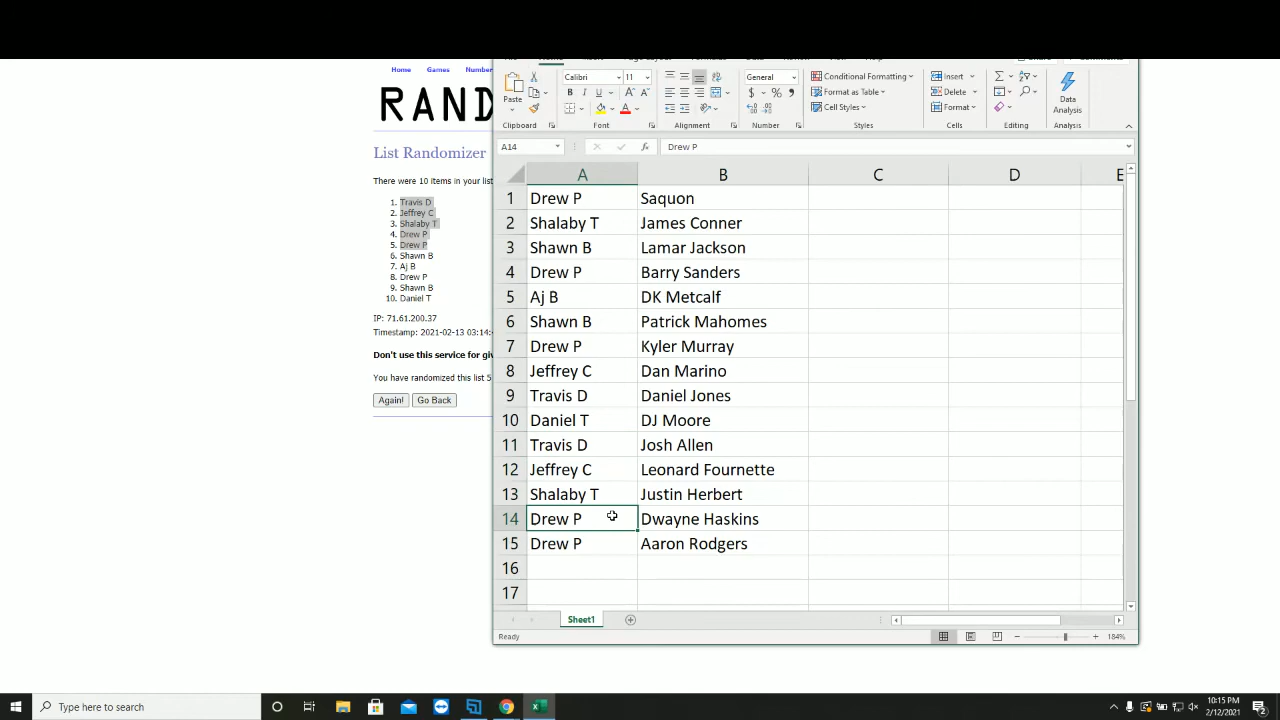 Home Games Number
RAND
List Randomizer
There were 10 items in your list
1. Travis D
2. Jeffrey C
3. Shalaby T
4. Drew P
5. Drew P
6. Shawn B
7. Aj B
8. Drew P
9. Shawn B
10. Daniel T
IP: 71.61.200.37
Timestamp: 2021-02-13 03:14:
Don't use this service for giv
You have randomized this list 5
Again! Go Back
Calibri 11 General Conditional Formatting Insert
Paste B I U $ % Format as Table Delete Data
A Cell Styles Format Analysis
Clipboard Font Alignment Number Styles Cells Editing Analysis
A14 fx Drew P
A B C D E
1 Drew P Saquon
2 Shalaby T James Conner
3 Shawn B Lamar Jackson
4 Drew P Barry Sanders
5 Aj B DK Metcalf
6 Shawn B Patrick Mahomes
7 Drew P Kyler Murray
8 Jeffrey C Dan Marino
9 Travis D Daniel Jones
10 Daniel T DJ Moore
11 Travis D Josh Allen
12 Jeffrey C Leonard Fournette
13 Shalaby T Justin Herbert
14 Drew P Dwayne Haskins
15 Drew P Aaron Rodgers
16
17
Sheet1
Ready 184%
Type here to search
10:15 PM
2/12/2021
2